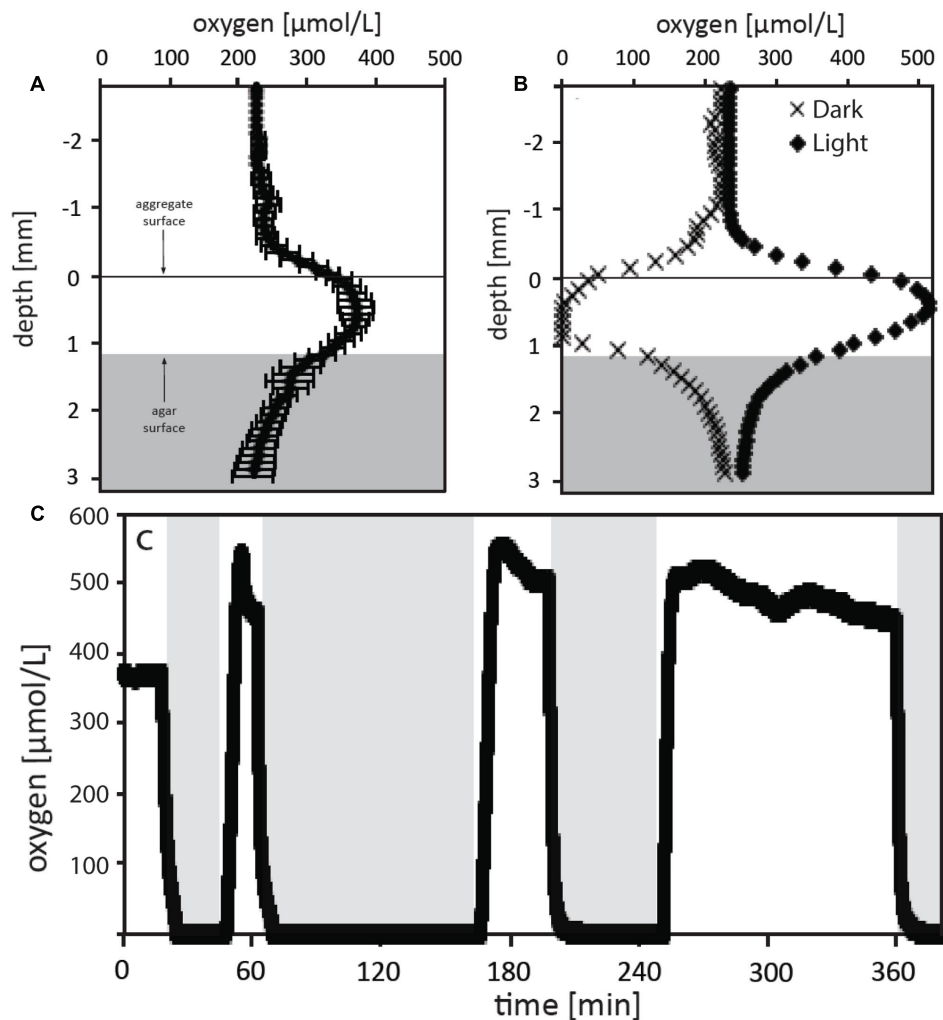 oxygen [μmol/L]
0 100 200 300 400 500
A
depth [mm]
-2
-1
0
1
2
3
aggregate
surface
agar
surface
oxygen [μmol/L]
0 100 200 300 400 500
B
Dark
Light
depth [mm]
-2
-1
0
1
2
3
C
C
oxygen [μmol/L]
600
500
400
300
200
100
0 60 120 180 240 300 360
time [min]